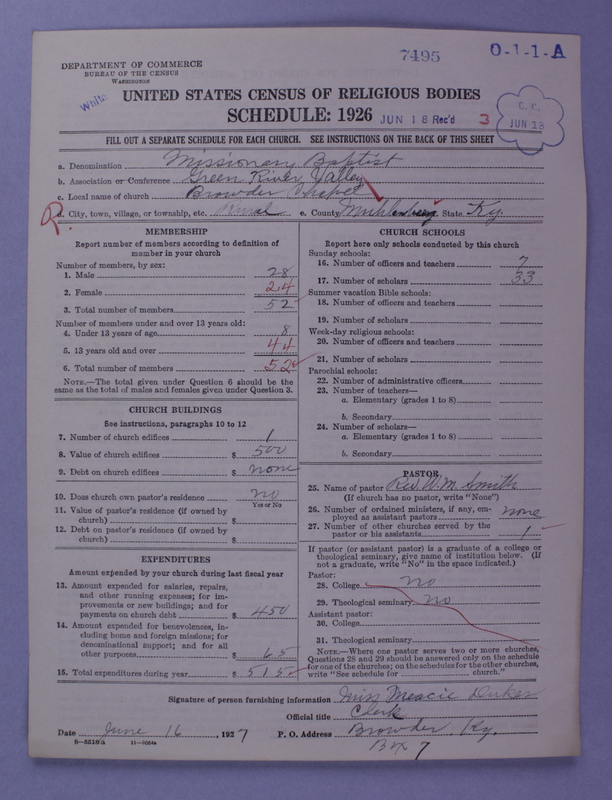 7495
O-1-1-A
DEPARTMENT OF COMMERCE
BUREAU OF THE CENSUS
WASHINGTON
White
UNITED STATES CENSUS OF RELIGIOUS BODIES
SCHEDULE: 1926
JUN 18 Rec'd
3
C.C.
JUN 18
FILL OUT A SEPARATE SCHEDULE FOR EACH CHURCH. SEE INSTRUCTIONS ON THE BACK OF THIS SHEET
a. Denomination Missionary Baptist
b. Association or Conference Green River Valley
c. Local name of church Browder Chapel
R
d. City, town, village, or township, etc. Rural e. County Muhlenberg State Ky.
MEMBERSHIP
Report number of members according to definition of
member in your church
Number of members, by sex:
1. Male 28
2. Female 24
3. Total number of members 52
Number of members under and over 13 years old:
4. Under 13 years of age 8
5. 13 years old and over 44
6. Total number of members 52
NOTE.—The total given under Question 6 should be
the same as the total of males and females given under Question 3.
CHURCH BUILDINGS
See instructions, paragraphs 10 to 12
7. Number of church edifices 1
8. Value of church edifices $ 500
9. Debt on church edifices $ none
10. Does church own pastor's residence no
Yes or No
11. Value of pastor's residence (if owned by
church) $
12. Debt on pastor's residence (if owned by
church) $
EXPENDITURES
Amount expended by your church during last fiscal year
13. Amount expended for salaries, repairs,
and other running expenses; for im-
provements or new buildings; and for
payments on church debt $ 450
14. Amount expended for benevolences, in-
cluding home and foreign missions; for
denominational support; and for all
other purposes $ 65
15. Total expenditures during year $ 515
CHURCH SCHOOLS
Report here only schools conducted by this church
Sunday schools:
16. Number of officers and teachers 7
17. Number of scholars 33
Summer vacation Bible schools:
18. Number of officers and teachers
19. Number of scholars
Week-day religious schools:
20. Number of officers and teachers
21. Number of scholars
Parochial schools:
22. Number of administrative officers
23. Number of teachers—
a. Elementary (grades 1 to 8)
b. Secondary
24. Number of scholars—
a. Elementary (grades 1 to 8)
b. Secondary
PASTOR
25. Name of pastor Rev. W. M. Smith
(If church has no pastor, write "None")
26. Number of ordained ministers, if any, em-
ployed as assistant pastors none
27. Number of other churches served by the
pastor or his assistants 1
If pastor (or assistant pastor) is a graduate of a college or
theological seminary, give name of institution below. (If
not a graduate, write "No" in the space indicated.)
Pastor:
28. College no
29. Theological seminary no
Assistant pastor:
30. College
31. Theological seminary
NOTE.—Where one pastor serves two or more churches,
Questions 28 and 29 should be answered only on the schedule
for one of the churches; on the schedules for the other churches,
write "See schedule for church."
Signature of person furnishing information Miss Meacie Dukes
Official title Clerk
Date June 16, 1927 P. O. Address Browder Ky.
Box 7
8-5518a 11-9054a